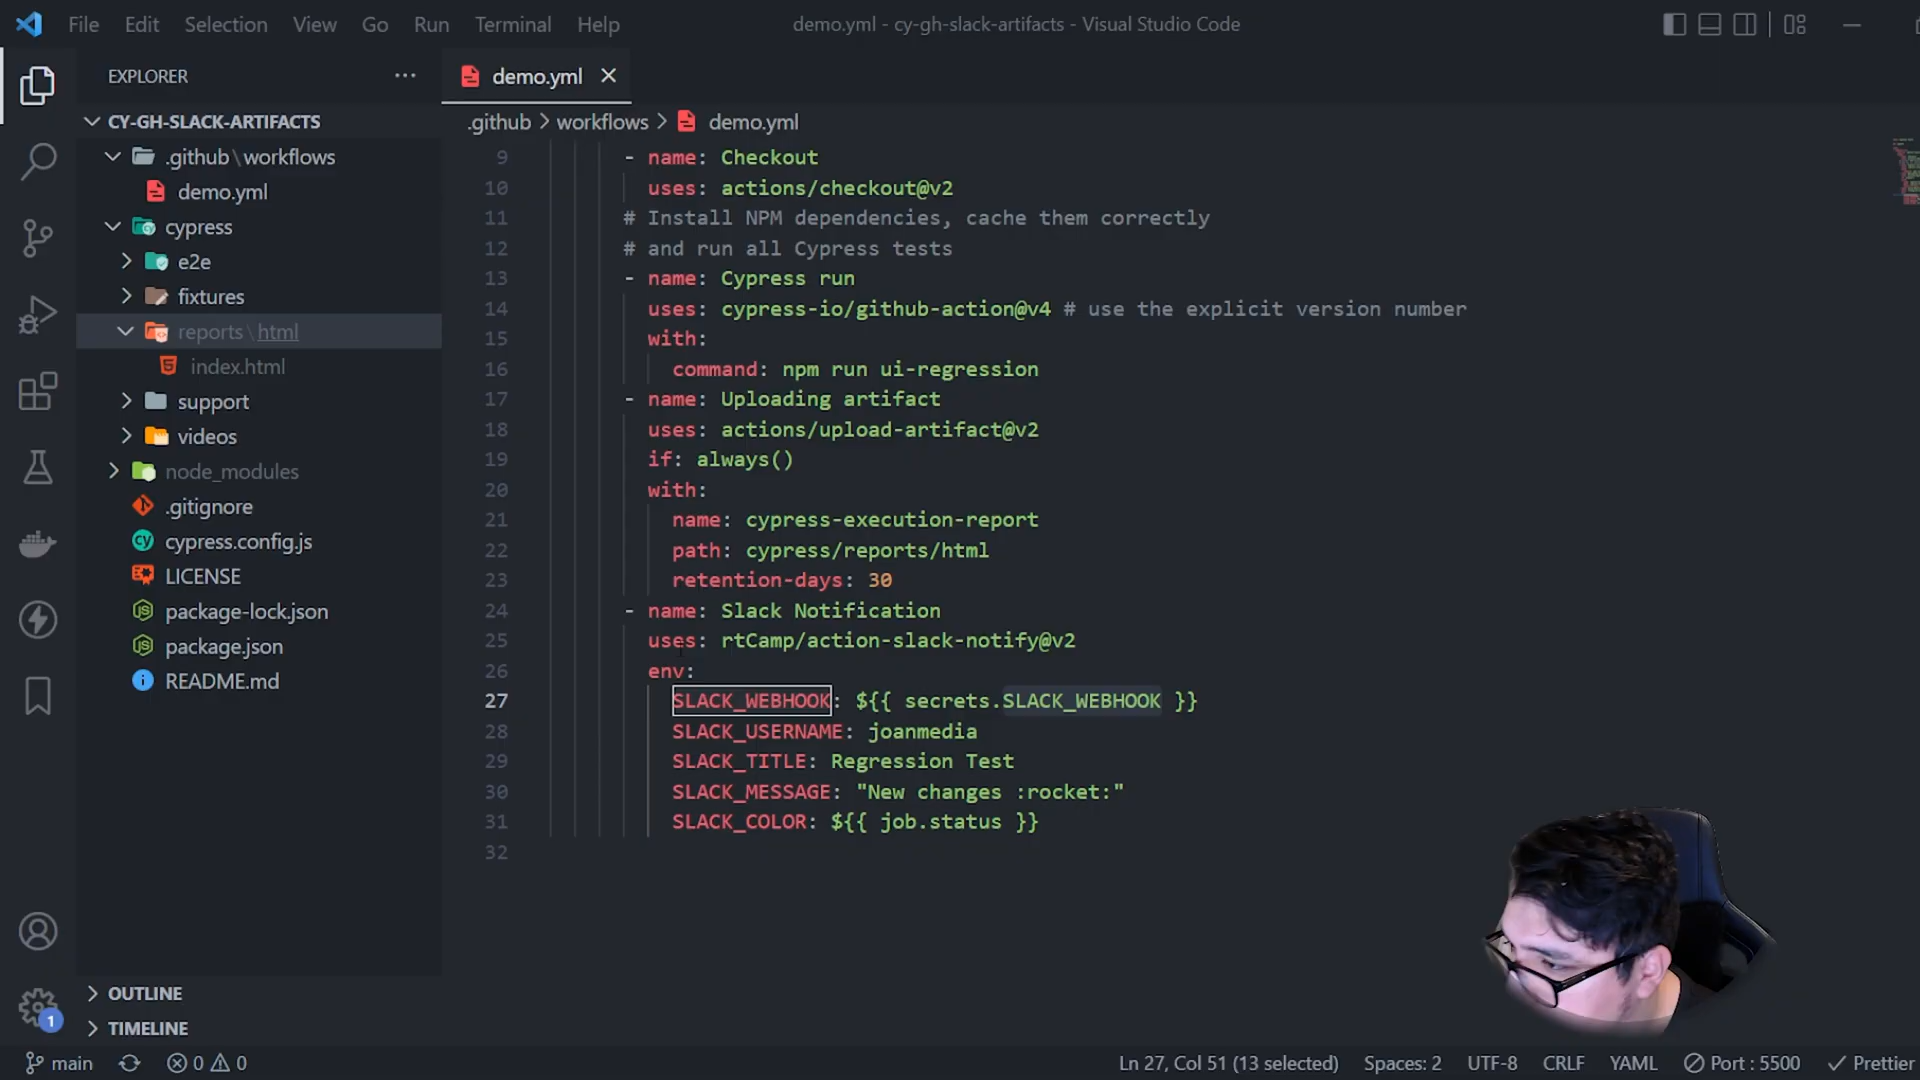 File Edit Selection View Go Run Terminal Help
demo.yml - cy-gh-slack-artifacts - Visual Studio Code
EXPLORER
CY-GH-SLACK-ARTIFACTS
.github\workflows
demo.yml
cypress
e2e
fixtures
reports\html
index.html
support
videos
node_modules
.gitignore
cypress.config.js
LICENSE
package-lock.json
package.json
README.md
OUTLINE
TIMELINE
demo.yml
.github > workflows > demo.yml
9 - name: Checkout
10 uses: actions/checkout@v2
11 # Install NPM dependencies, cache them correctly
12 # and run all Cypress tests
13 - name: Cypress run
14 uses: cypress-io/github-action@v4 # use the explicit version number
15 with:
16 command: npm run ui-regression
17 - name: Uploading artifact
18 uses: actions/upload-artifact@v2
19 if: always()
20 with:
21 name: cypress-execution-report
22 path: cypress/reports/html
23 retention-days: 30
24 - name: Slack Notification
25 uses: rtCamp/action-slack-notify@v2
26 env:
27 SLACK_WEBHOOK: ${{ secrets.SLACK_WEBHOOK }}
28 SLACK_USERNAME: joanmedia
29 SLACK_TITLE: Regression Test
30 SLACK_MESSAGE: "New changes :rocket:"
31 SLACK_COLOR: ${{ job.status }}
32
1
main 0 0 Ln 27, Col 51 (13 selected) Spaces: 2 UTF-8 CRLF YAML Port : 5500 Prettier